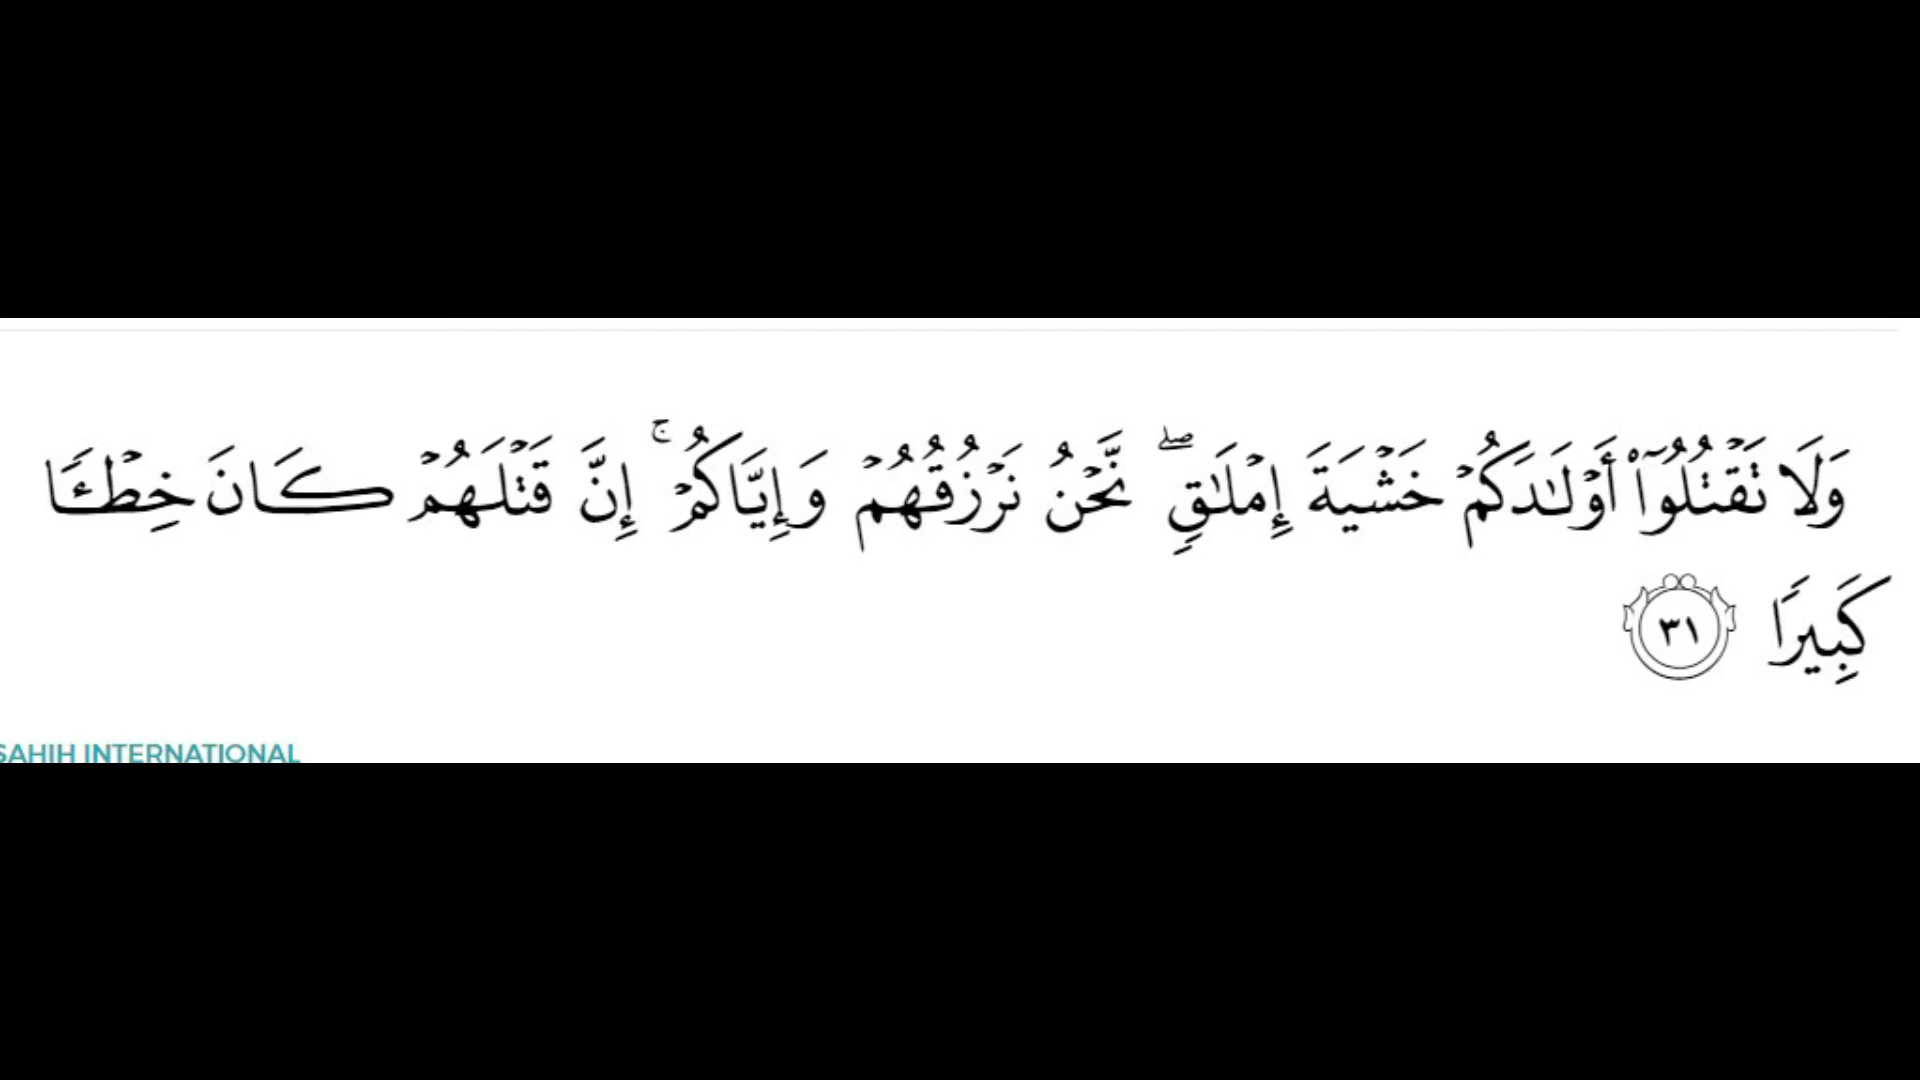 وَلَا تَقْتُلُوٓا۟ أَوْلَـٰدَكُمْ خَشْيَةَ إِمْلَـٰقٍ ۖ نَّحْنُ نَرْزُقُهُمْ وَإِيَّاكُمْ ۚ إِنَّ قَتْلَهُمْ كَانَ خِطْـًٔا
كَبِيرًا ٣١
SAHIH INTERNATIONAL